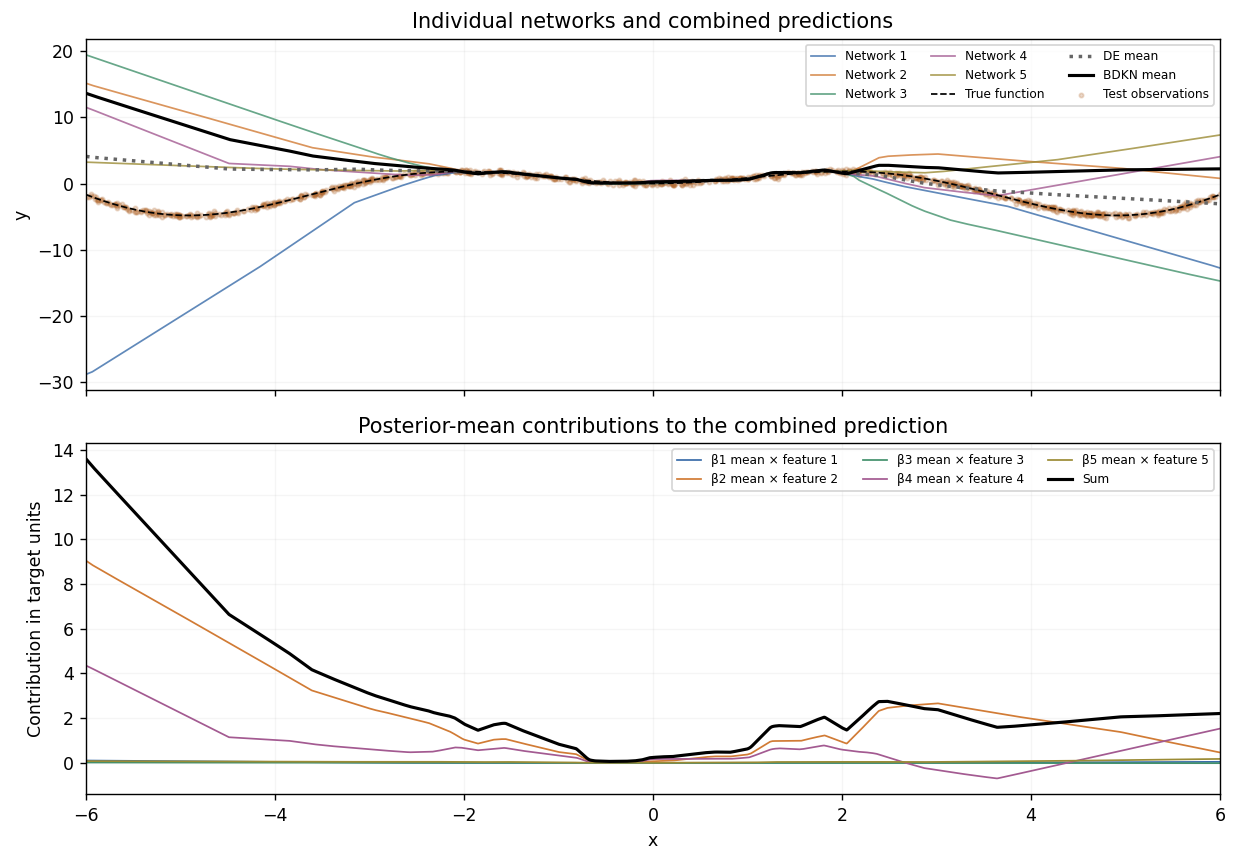 Individual networks and combined predictions
20
10
0
−10
−20
−30
y
Network 1
Network 2
Network 3
Network 4
Network 5
True function
DE mean
BDKN mean
Test observations
Posterior-mean contributions to the combined prediction
14
12
10
8
6
4
2
0
Contribution in target units
β1 mean × feature 1
β2 mean × feature 2
β3 mean × feature 3
β4 mean × feature 4
β5 mean × feature 5
Sum
−6
−4
−2
0
2
4
6
x